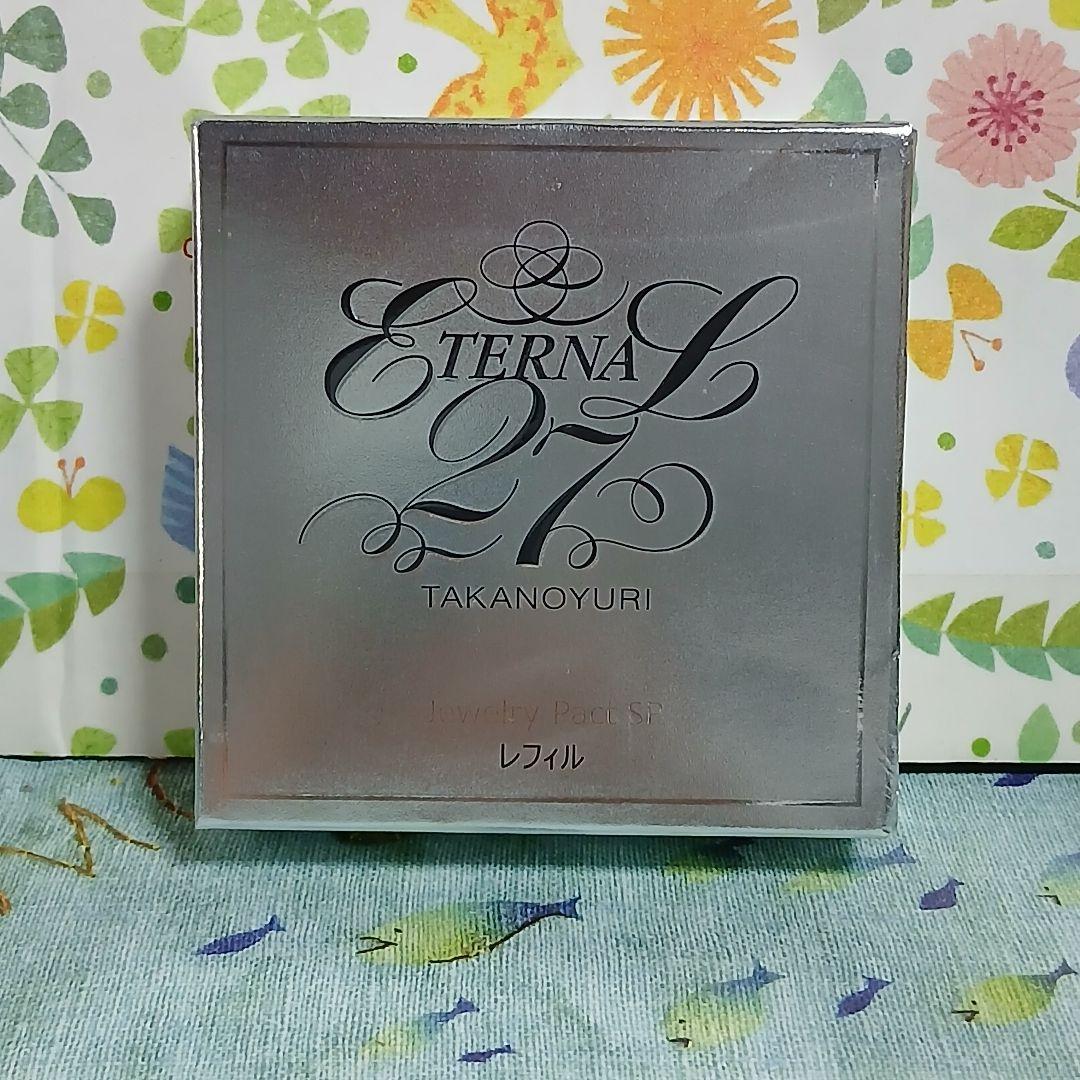 ETERNAL
27
TAKANOYURI
Jewelry Pact SP
レフィル